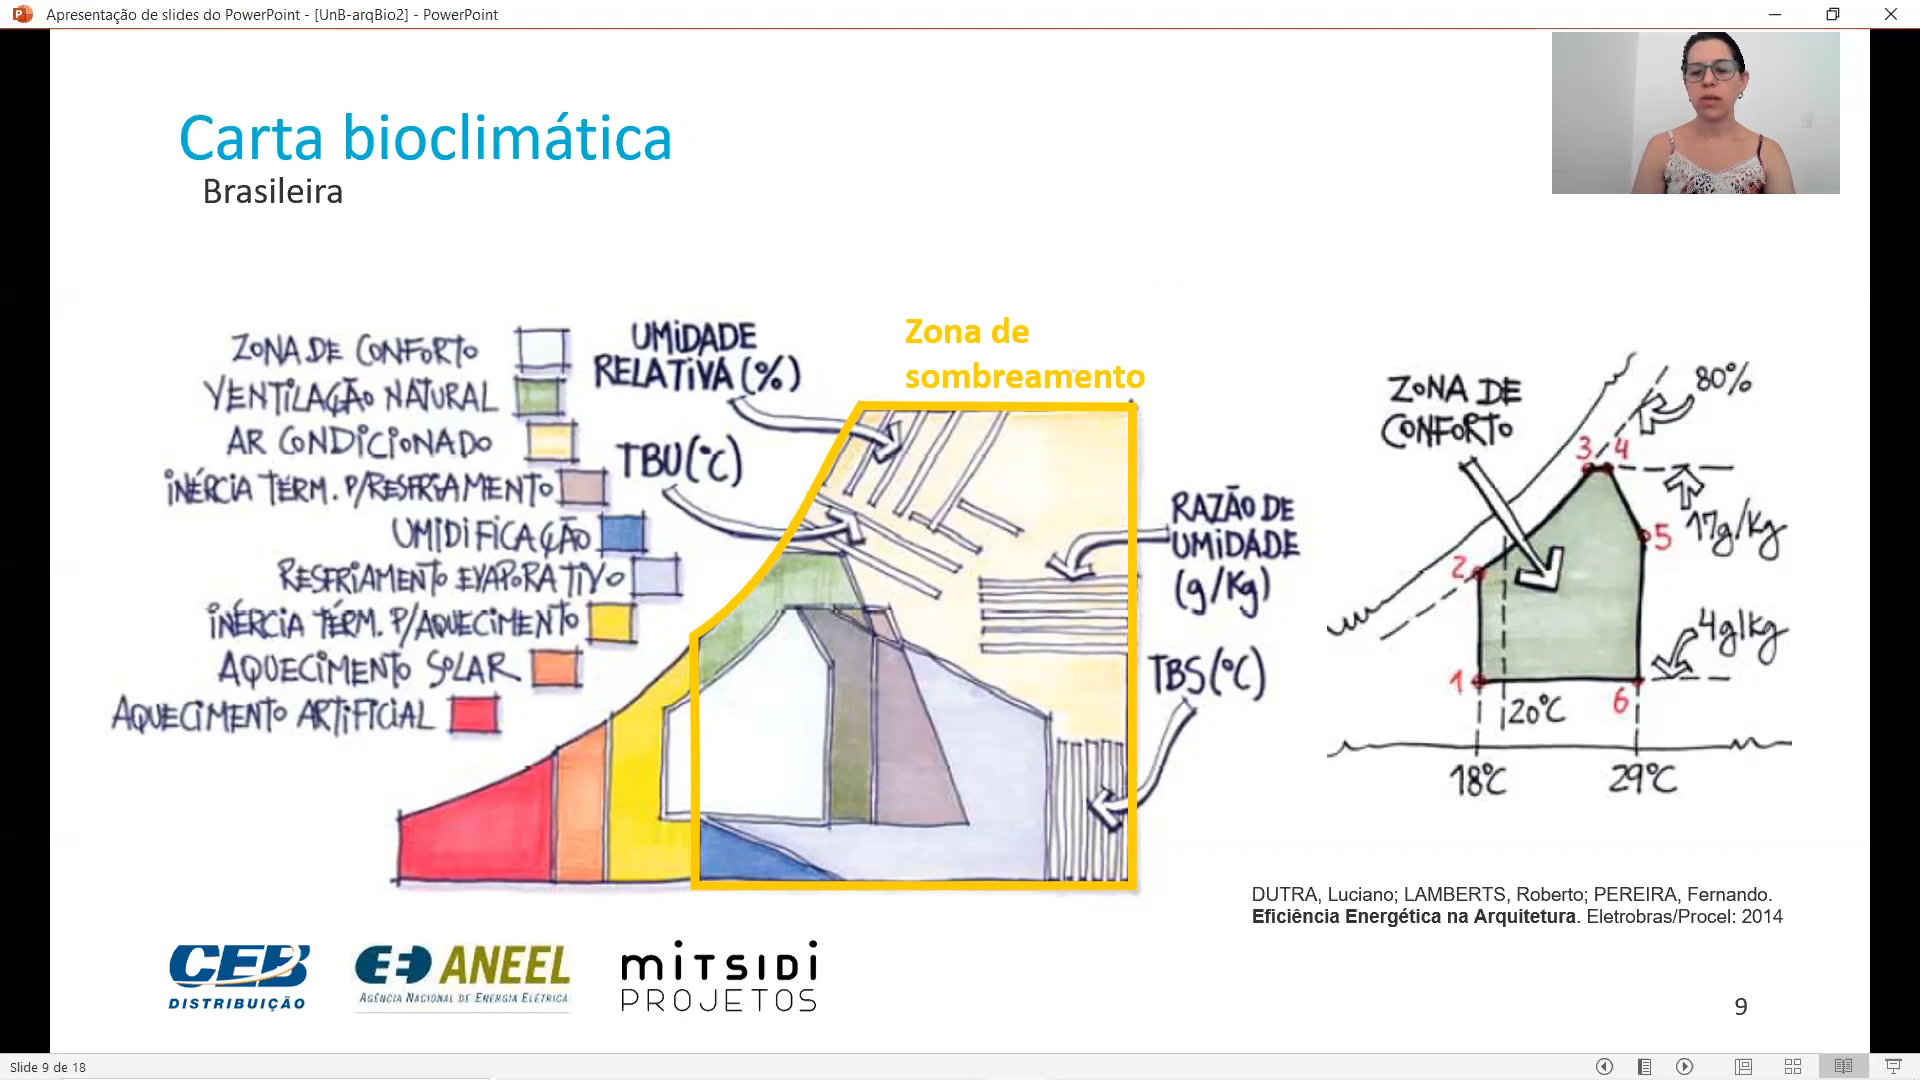 Apresentação de slides do PowerPoint - [UnB-arqBio2] - PowerPoint
Carta bioclimática
Brasileira
ZONA DE CONFORTO
VENTILAÇÃO NATURAL
AR CONDICIONADO
INÉRCIA TÉRM. P/RESFRIAMENTO
UMIDIFICAÇÃO
RESFRIAMENTO EVAPORATIVO
INÉRCIA TÉRM. P/AQUECIMENTO
AQUECIMENTO SOLAR
AQUECIMENTO ARTIFICIAL
UMIDADE
RELATIVA (%)
TBU (°C)
Zona de
sombreamento
RAZÃO DE
UMIDADE
(g/Kg)
TBS (°C)
ZONA DE
CONFORTO
80%
3 4
17g/Kg
5
2
4g/kg
1
6
20°C
18°C
29°C
DUTRA, Luciano; LAMBERTS, Roberto; PEREIRA, Fernando.
Eficiência Energética na Arquitetura. Eletrobras/Procel: 2014
CEB
DISTRIBUIÇÃO
ANEEL
AGÊNCIA NACIONAL DE ENERGIA ELÉTRICA
MITSIDI
PROJETOS
9
Slide 9 de 18